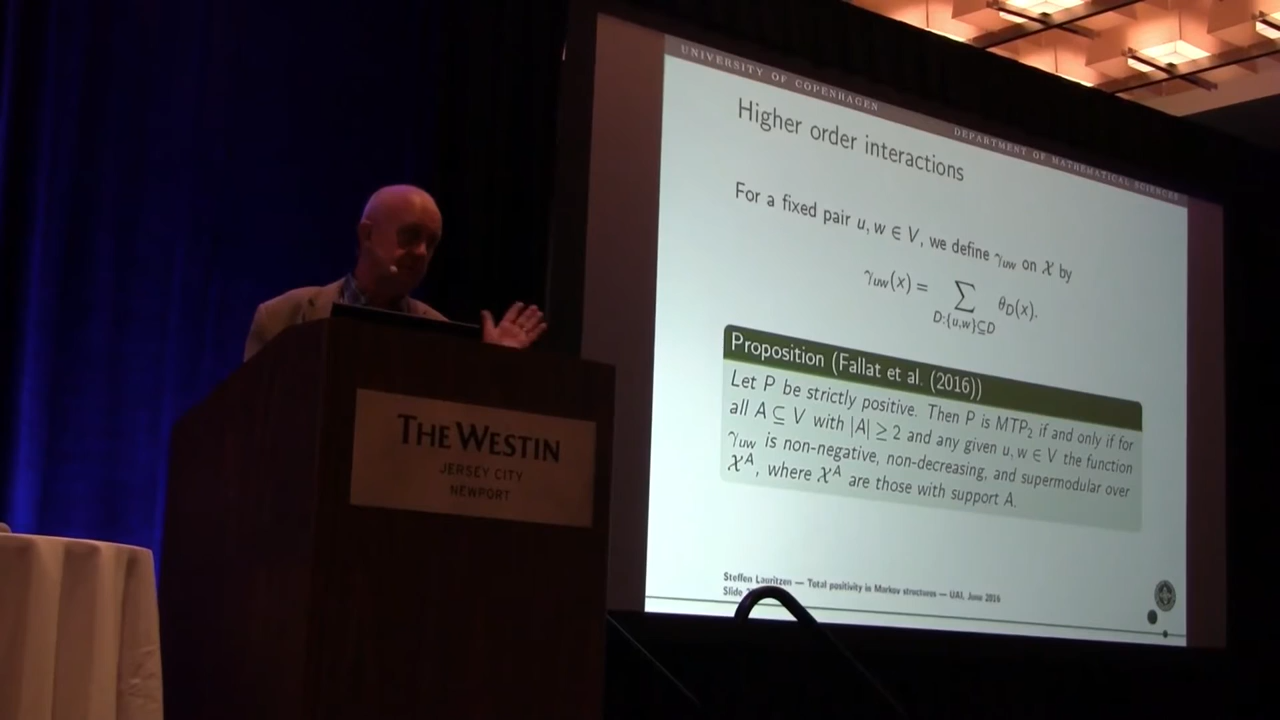 UNIVERSITY OF COPENHAGEN
DEPARTMENT OF MATHEMATICAL SCIENCES
Higher order interactions
For a fixed pair u, w ∈ V, we define γ_uw on 𝒳 by
γ_uw(x) = ∑_{D:{u,w}⊆D} θ_D(x).
Proposition (Fallat et al. (2016))
Let P be strictly positive. Then P is MTP₂ if and only if for
all A ⊆ V with |A| ≥ 2 and any given u, w ∈ V the function
γ_uw is non-negative, non-decreasing, and supermodular over
𝒳^A, where 𝒳^A are those with support A.
Steffen Lauritzen — Total positivity in Markov structures — UAI, June 2016
Slide
THE WESTIN
JERSEY CITY
NEWPORT